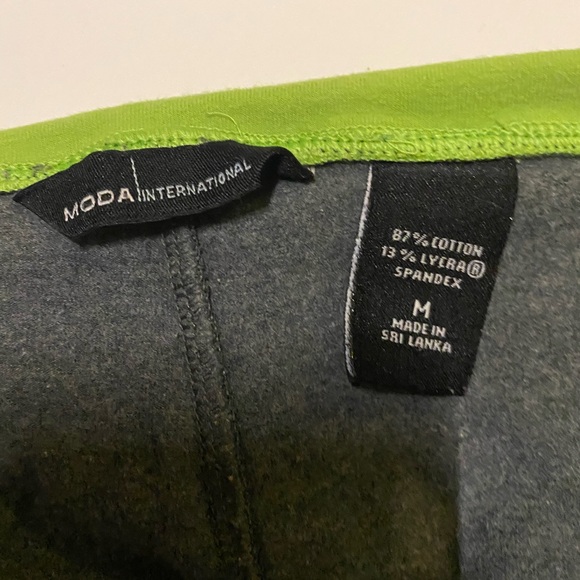 MODA INTERNATIONAL
87% COTTON
13% LYCRA®
SPANDEX
M
MADE IN
SRI LANKA